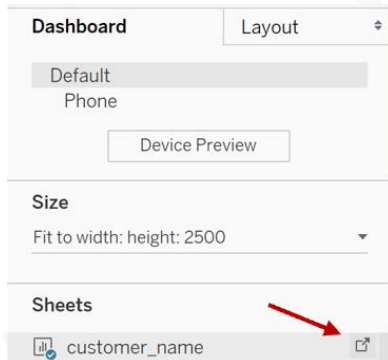 Dashboard Layout
Default
Phone
Device Preview
Size
Fit to width: height: 2500
Sheets
customer_name